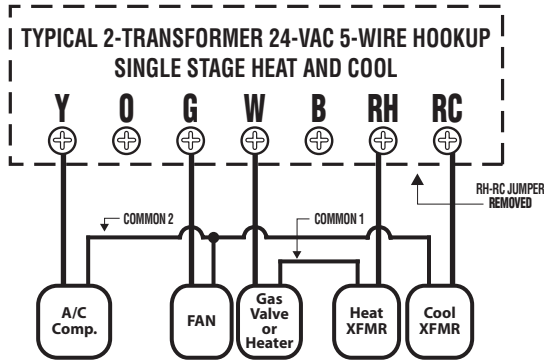 TYPICAL 2-TRANSFORMER 24-VAC 5-WIRE HOOKUP
SINGLE STAGE HEAT AND COOL
Y O G W B RH RC
RH-RC JUMPER
REMOVED
COMMON 2
COMMON 1
A/C
Comp.
FAN
Gas
Valve
or
Heater
Heat
XFMR
Cool
XFMR